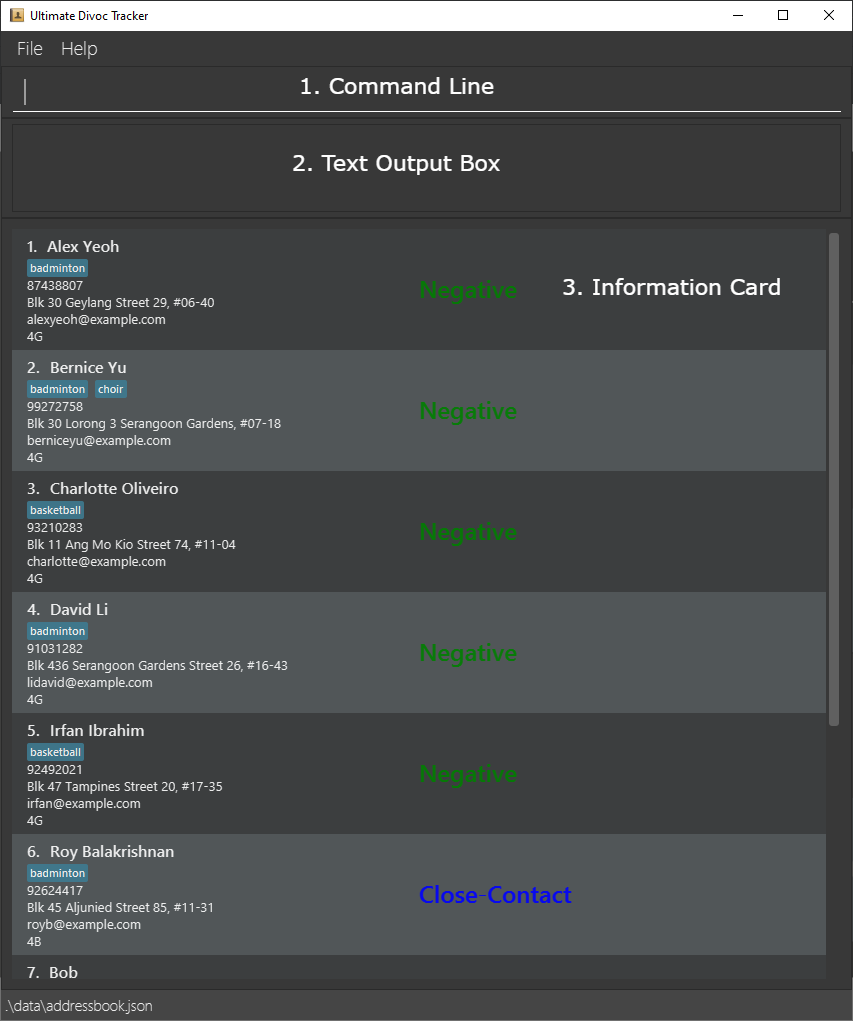 Ultimate Divoc Tracker
File Help
1. Command Line
2. Text Output Box
1. Alex Yeoh
badminton
87438807
Blk 30 Geylang Street 29, #06-40
alexyeoh@example.com
4G
Negative
3. Information Card
2. Bernice Yu
badminton choir
99272758
Blk 30 Lorong 3 Serangoon Gardens, #07-18
berniceyu@example.com
4G
Negative
3. Charlotte Oliveiro
basketball
93210283
Blk 11 Ang Mo Kio Street 74, #11-04
charlotte@example.com
4G
Negative
4. David Li
badminton
91031282
Blk 436 Serangoon Gardens Street 26, #16-43
lidavid@example.com
4G
Negative
5. Irfan Ibrahim
basketball
92492021
Blk 47 Tampines Street 20, #17-35
irfan@example.com
4G
Negative
6. Roy Balakrishnan
badminton
92624417
Blk 45 Aljunied Street 85, #11-31
royb@example.com
4B
Close-Contact
7. Bob
.\data\addressbook.json